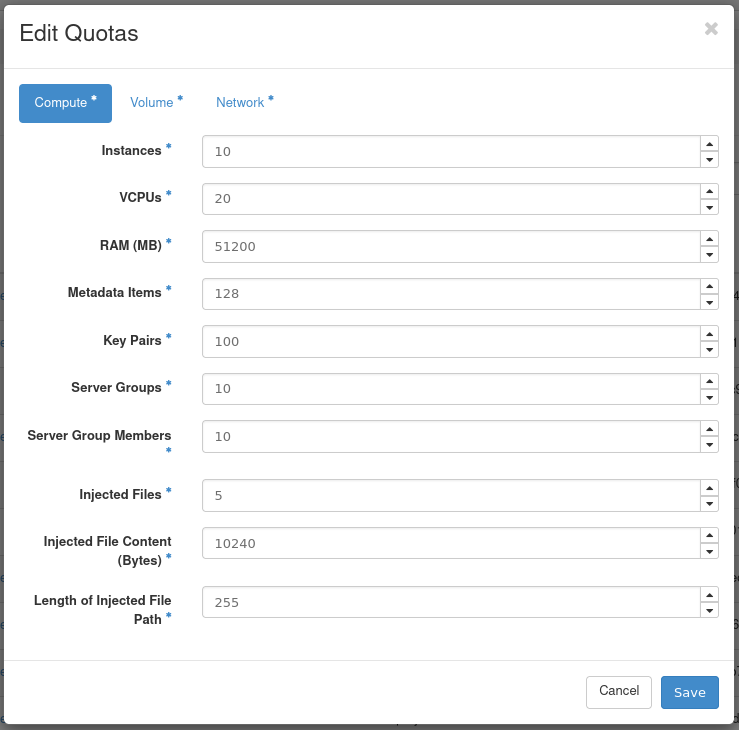 Edit Quotas
Compute *
Volume *
Network *
Instances *
10
VCPUs *
20
RAM (MB) *
51200
Metadata Items *
128
Key Pairs *
100
Server Groups *
10
Server Group Members
*
10
Injected Files *
5
Injected File Content
(Bytes) *
10240
Length of Injected File
Path *
255
Cancel
Save